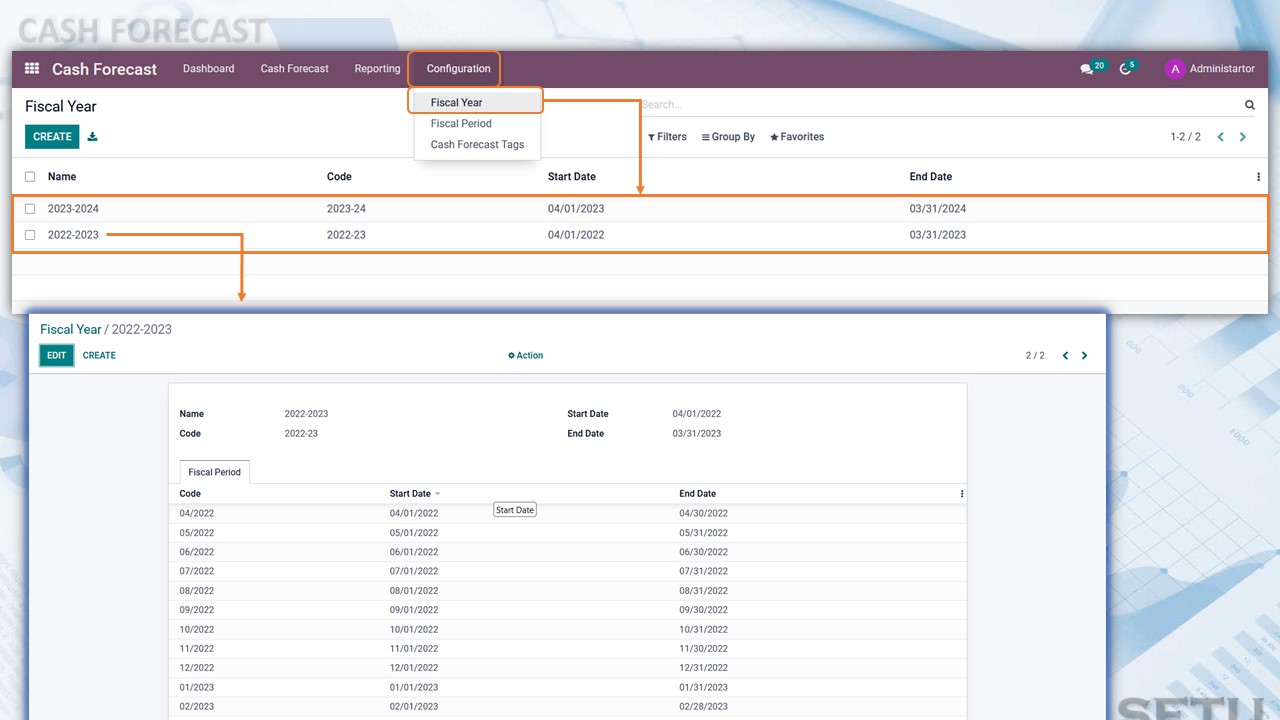 CASH FORECAST
Cash Forecast Dashboard Cash Forecast Reporting Configuration 20 5 A Administartor
Fiscal Year Fiscal Year Search...
Fiscal Period
CREATE Filters Group By Favorites 1-2 / 2
Cash Forecast Tags
Name Code Start Date End Date
2023-2024 2023-24 04/01/2023 03/31/2024
2022-2023 2022-23 04/01/2022 03/31/2023
Fiscal Year / 2022-2023
EDIT CREATE Action 2 / 2
Name 2022-2023 Start Date 04/01/2022
Code 2022-23 End Date 03/31/2023
Fiscal Period
Code Start Date End Date
Start Date
04/2022 04/01/2022 04/30/2022
05/2022 05/01/2022 05/31/2022
06/2022 06/01/2022 06/30/2022
07/2022 07/01/2022 07/31/2022
08/2022 08/01/2022 08/31/2022
09/2022 09/01/2022 09/30/2022
10/2022 10/01/2022 10/31/2022
11/2022 11/01/2022 11/30/2022
12/2022 12/01/2022 12/31/2022
01/2023 01/01/2023 01/31/2023
02/2023 02/01/2023 02/28/2023
600
800
1000
SETU